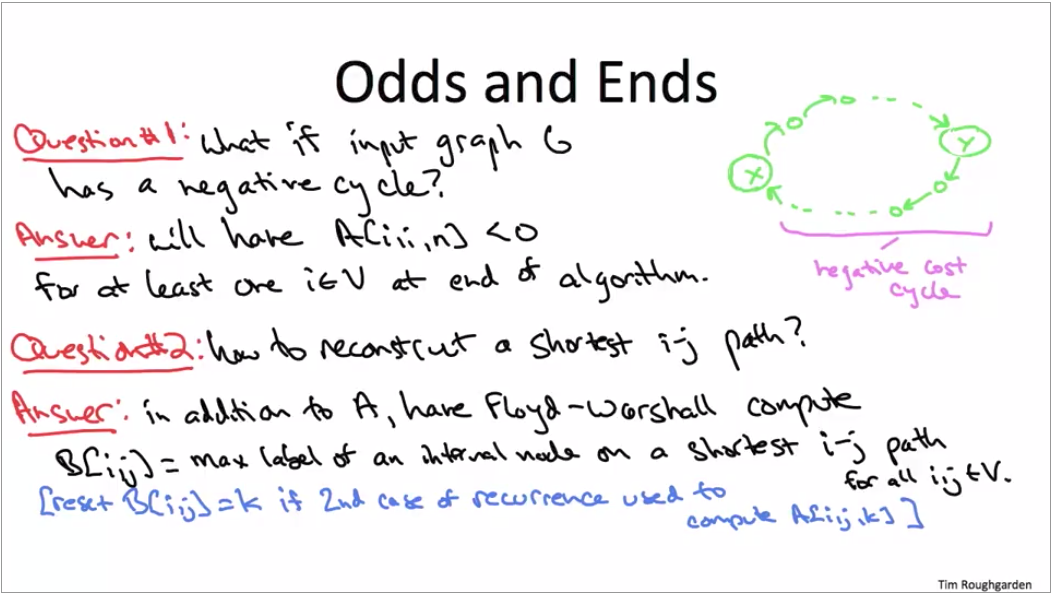 Odds and Ends
Question #1: What if input graph G
has a negative cycle?
Answer: will have A[i,i,n] <0
for at least one i∈V at end of algorithm.
X
Y
negative cost
cycle
Question #2: how to reconstruct a shortest i-j path?
Answer: in addition to A, have Floyd-Warshall compute
B[i,j] = max label of an internal node on a shortest i-j path
for all i,j∈V.
[reset B[i,j] = k if 2nd case of recurrence used to
compute A[i,j,k] ]
Tim Roughgarden